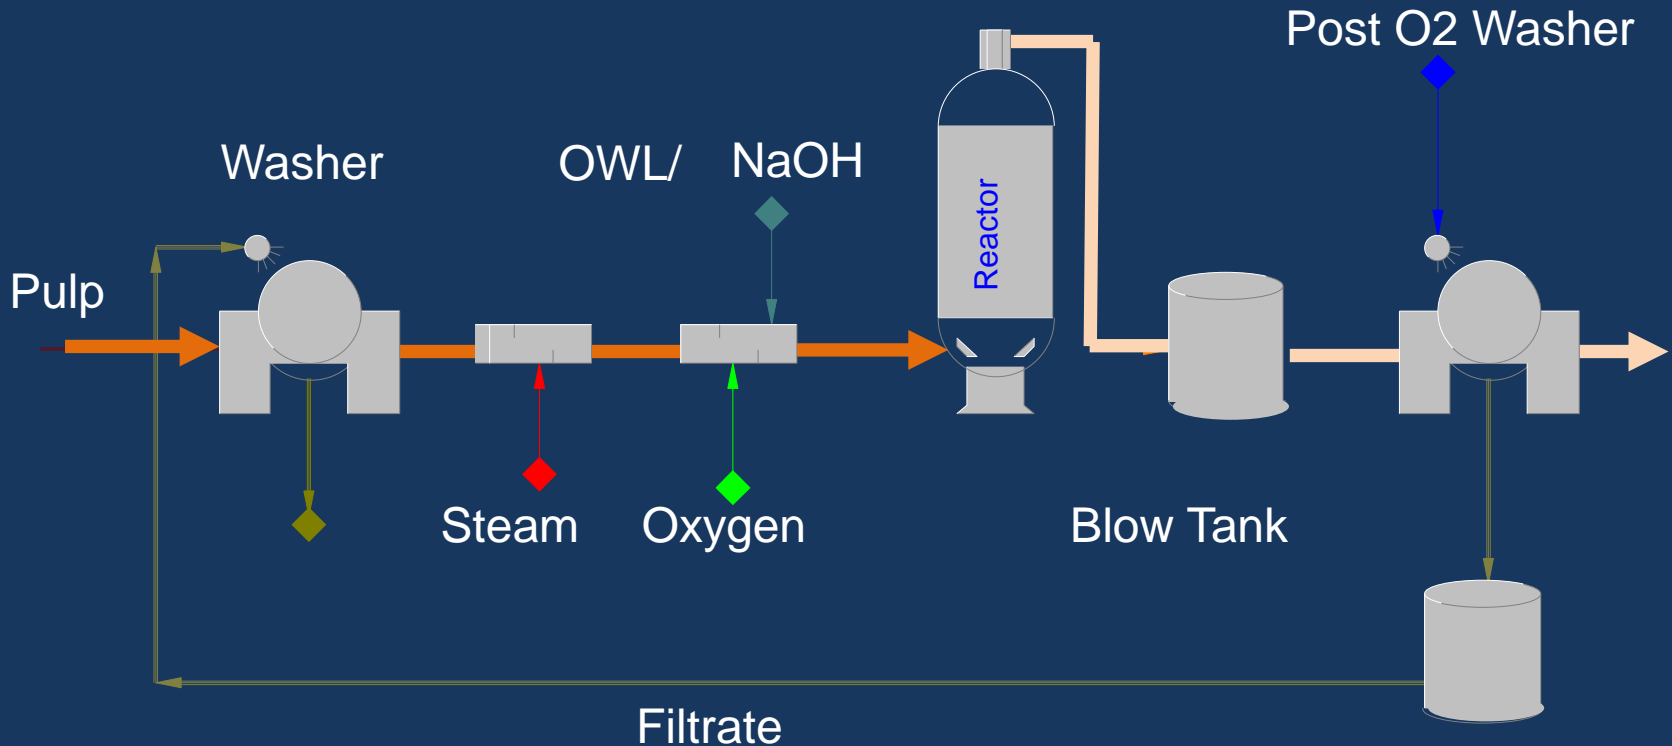 Post O2 Washer
Washer
OWL/ NaOH
Reactor
Pulp
Steam
Oxygen
Blow Tank
Filtrate